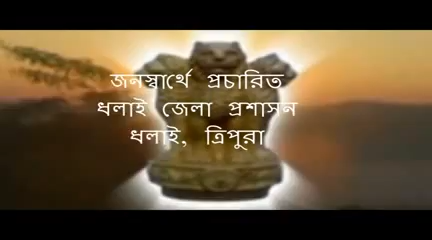 জনস্বার্থে প্রচারিত
ধলাই জেলা প্রশাসন
ধলাই, ত্রিপুরা